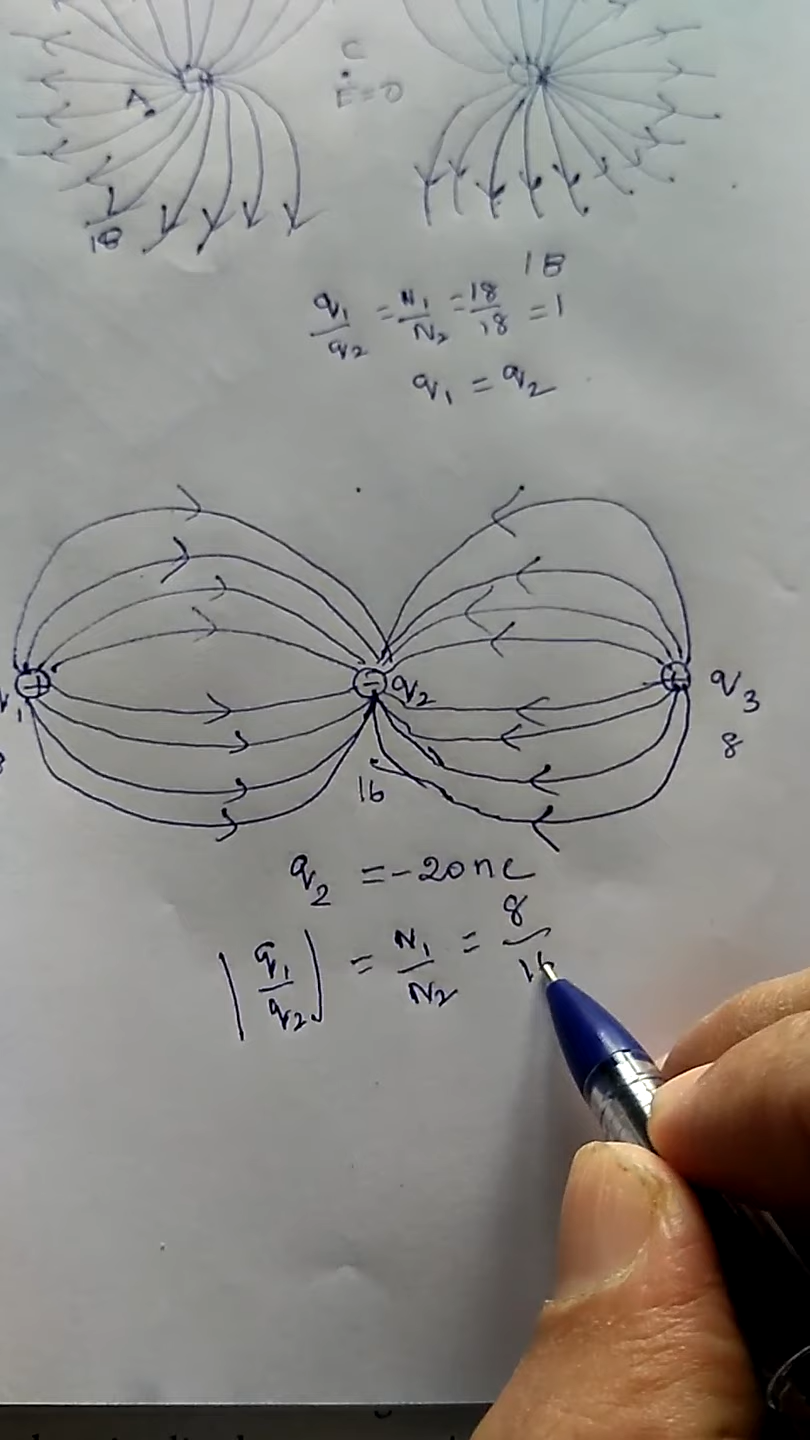 C
A
E=0
18
18
q₁/q₂ = N₁/N₂ = 18/18 = 1
q₁ = q₂
+ − q₂ + q₃
8
16
q₂ = -20nC
|q₁/q₂| = N₁/N₂ = 8/16